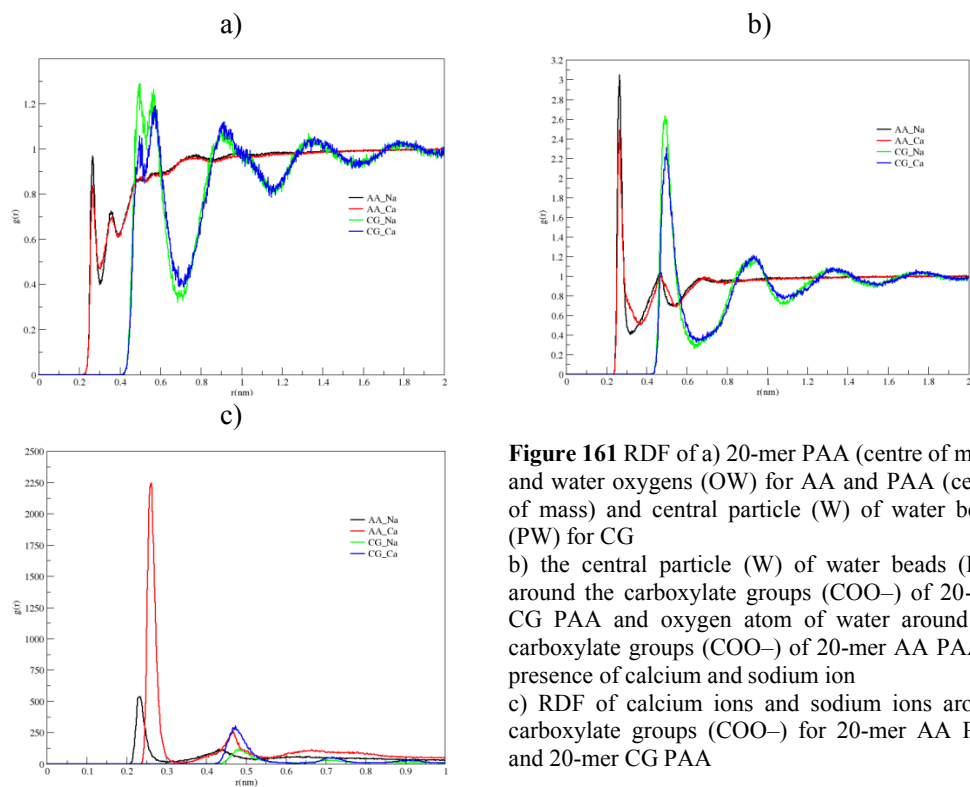 a)
1.2
1
0.8
0.6
0.4
0.2
0
g(r)
AA_Na
AA_Ca
CG_Na
CG_Ca
0 0.2 0.4 0.6 0.8 1 1.2 1.4 1.6 1.8 2
r(nm)
b)
3.2
3
2.8
2.6
2.4
2.2
2
1.8
1.6
1.4
1.2
1
0.8
0.6
0.4
0.2
0
g(r)
AA_Na
AA_Ca
CG_Na
CG_Ca
0 0.2 0.4 0.6 0.8 1 1.2 1.4 1.6 1.8 2
r(nm)
c)
2500
2250
2000
1750
1500
1250
1000
750
500
250
0
g(r)
AA_Na
AA_Ca
CG_Na
CG_Ca
0 0.1 0.2 0.3 0.4 0.5 0.6 0.7 0.8 0.9 1
r(nm)
Figure 161 RDF of a) 20-mer PAA (centre of m
and water oxygens (OW) for AA and PAA (ce
of mass) and central particle (W) of water be
(PW) for CG
b) the central particle (W) of water beads (
around the carboxylate groups (COO–) of 20-
CG PAA and oxygen atom of water around
carboxylate groups (COO–) of 20-mer AA PAA
presence of calcium and sodium ion
c) RDF of calcium ions and sodium ions aro
carboxylate groups (COO–) for 20-mer AA P
and 20-mer CG PAA